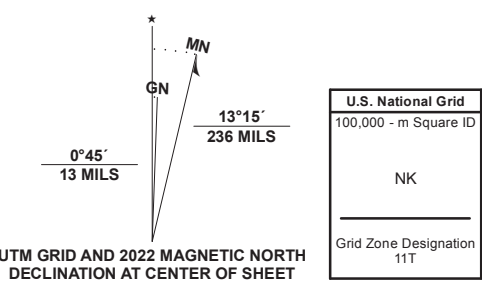 ★
MN
GN
13°15´
236 MILS
0°45´
13 MILS
UTM GRID AND 2022 MAGNETIC NORTH
DECLINATION AT CENTER OF SHEET
U.S. National Grid
100,000 - m Square ID
NK
Grid Zone Designation
11T